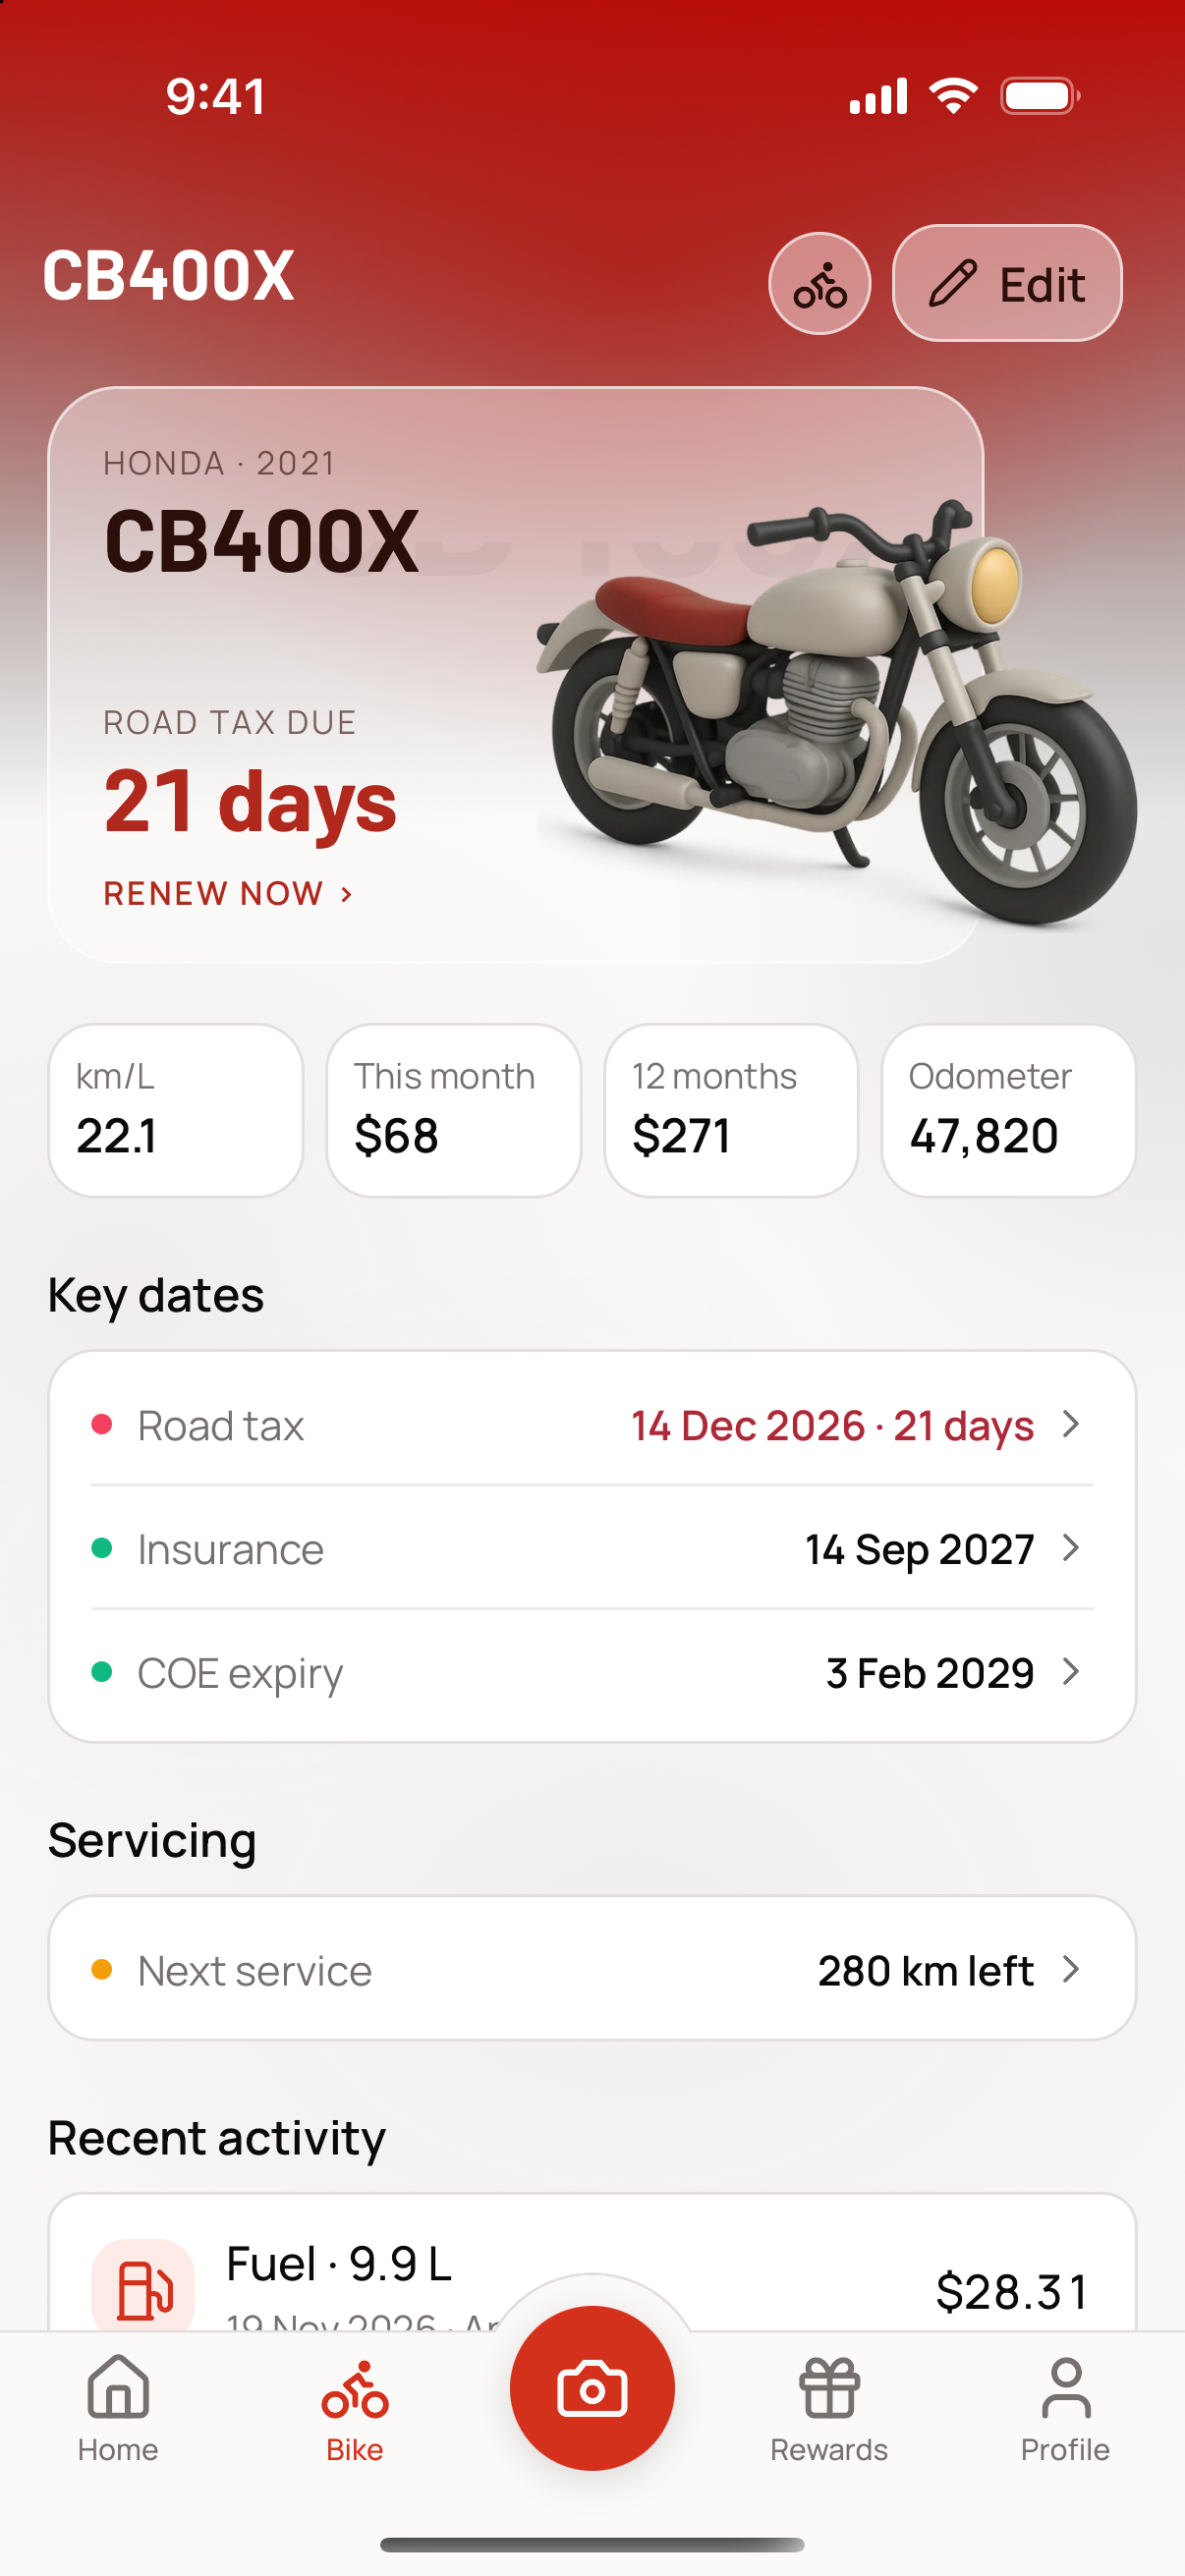 9:41
CB400X
Edit
HONDA · 2021
CB400X
ROAD TAX DUE
21 days
RENEW NOW ›
km/L
22.1
This month
$68
12 months
$271
Odometer
47,820
Key dates
Road tax
14 Dec 2026 · 21 days
Insurance
14 Sep 2027
COE expiry
3 Feb 2029
Servicing
Next service
280 km left
Recent activity
Fuel · 9.9 L
$28.31
19 Nov 2026 ·
Home
Bike
Rewards
Profile